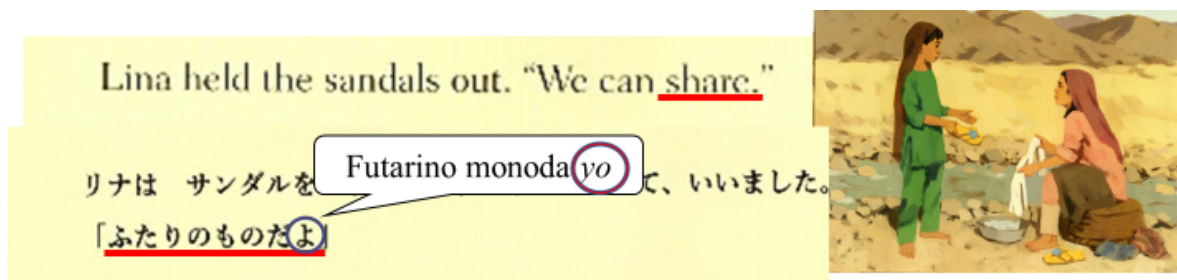 Lina held the sandals out. “We can share.”
Futarino monoda yo
リナは サンダルを て、いいました。
「ふたりのものだよ」